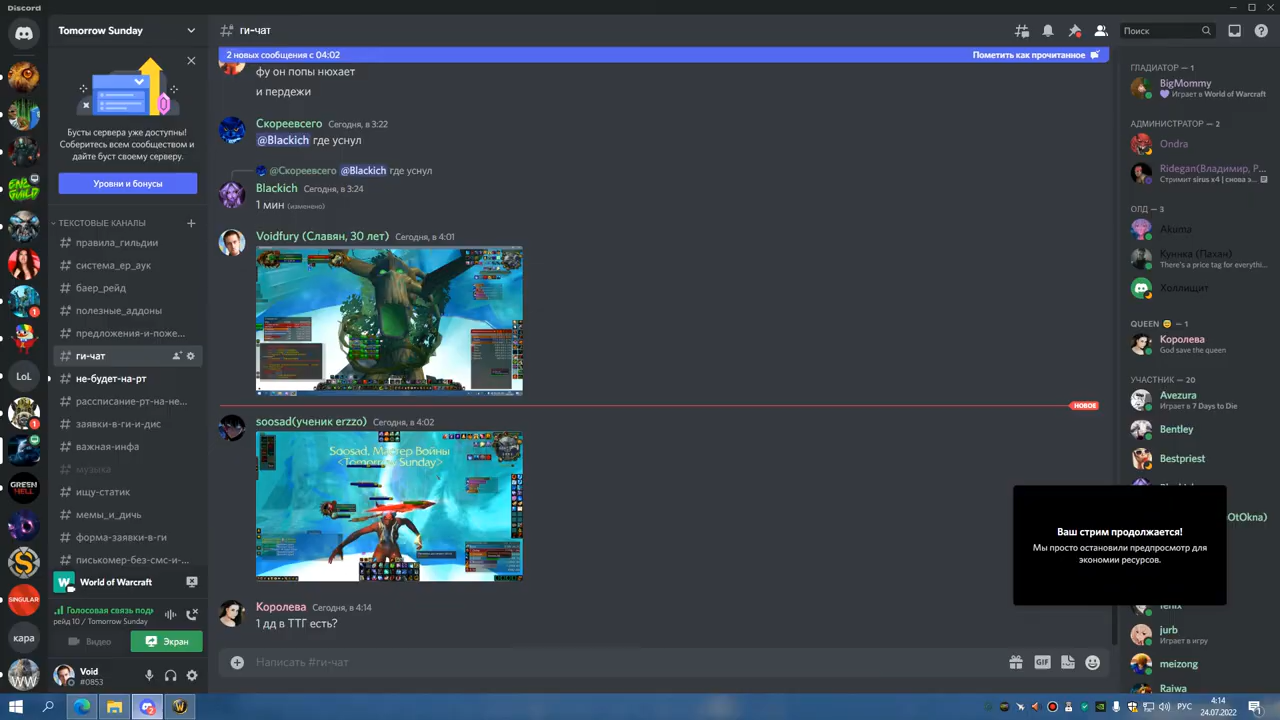 Discord
Tomorrow Sunday
Бусты сервера уже доступны!
Соберитесь всем сообществом и
дайте буст своему серверу.
Уровни и бонусы
ТЕКСТОВЫЕ КАНАЛЫ
правила_гильдии
система_ер_аук
баер_рейд
полезные_аддоны
предложения-и-поже...
ги-чат
не-будет-на-рт
рассписание-рт-на-не...
заявки-в-ги-и-дис
важная-инфа
музыка
ищу-статик
мемы_и_дичь
форма-заявки-в-ги
писькомер-без-смс-и-...
World of Warcraft
Голосовая связь подк
рейд 10 / Tomorrow Sunday
Видео
Экран
Void
#0853
LoL
GREEN
HELL
SINGULAR
кара
1
1
ги-чат
Поиск
2 новых сообщения с 04:02
Пометить как прочитанное
фу он попы нюхает
и пердежи
Скореевсего Сегодня, в 3:22
@Blackich где уснул
@Скореевсего @Blackich где уснул
Blackich Сегодня, в 3:24
1 мин (изменено)
Voidfury (Славян, 30 лет) Сегодня, в 4:01
НОВОЕ
soosad(ученик erzzo) Сегодня, в 4:02
Soosad, Мастер Войны
<Tomorrow Sunday>
Королева Сегодня, в 4:14
1 дд в ТТГ есть?
Написать #ги-чат
GIF
ГЛАДИАТОР — 1
BigMommy
Играет в World of Warcraft
АДМИНИСТРАТОР — 2
Ondra
Ridegan(Владимир, Р...
Стримит sirus x4 | снова э...
ОЛД — 3
Akuma
Куника (Пахан)
There's a price tag for everythi...
Холлищит
QUEEN — 1
Королева
God save the queen
УЧАСТНИК — 20
Avezura
Играет в 7 Days to Die
Bentley
Bestpriest
OtOkna)
Ваш стрим продолжается!
Мы просто остановили предпросмотр для
экономии ресурсов.
jurb
Играет в игру
meizong
Raiwa
РУС
4:14
24.07.2022